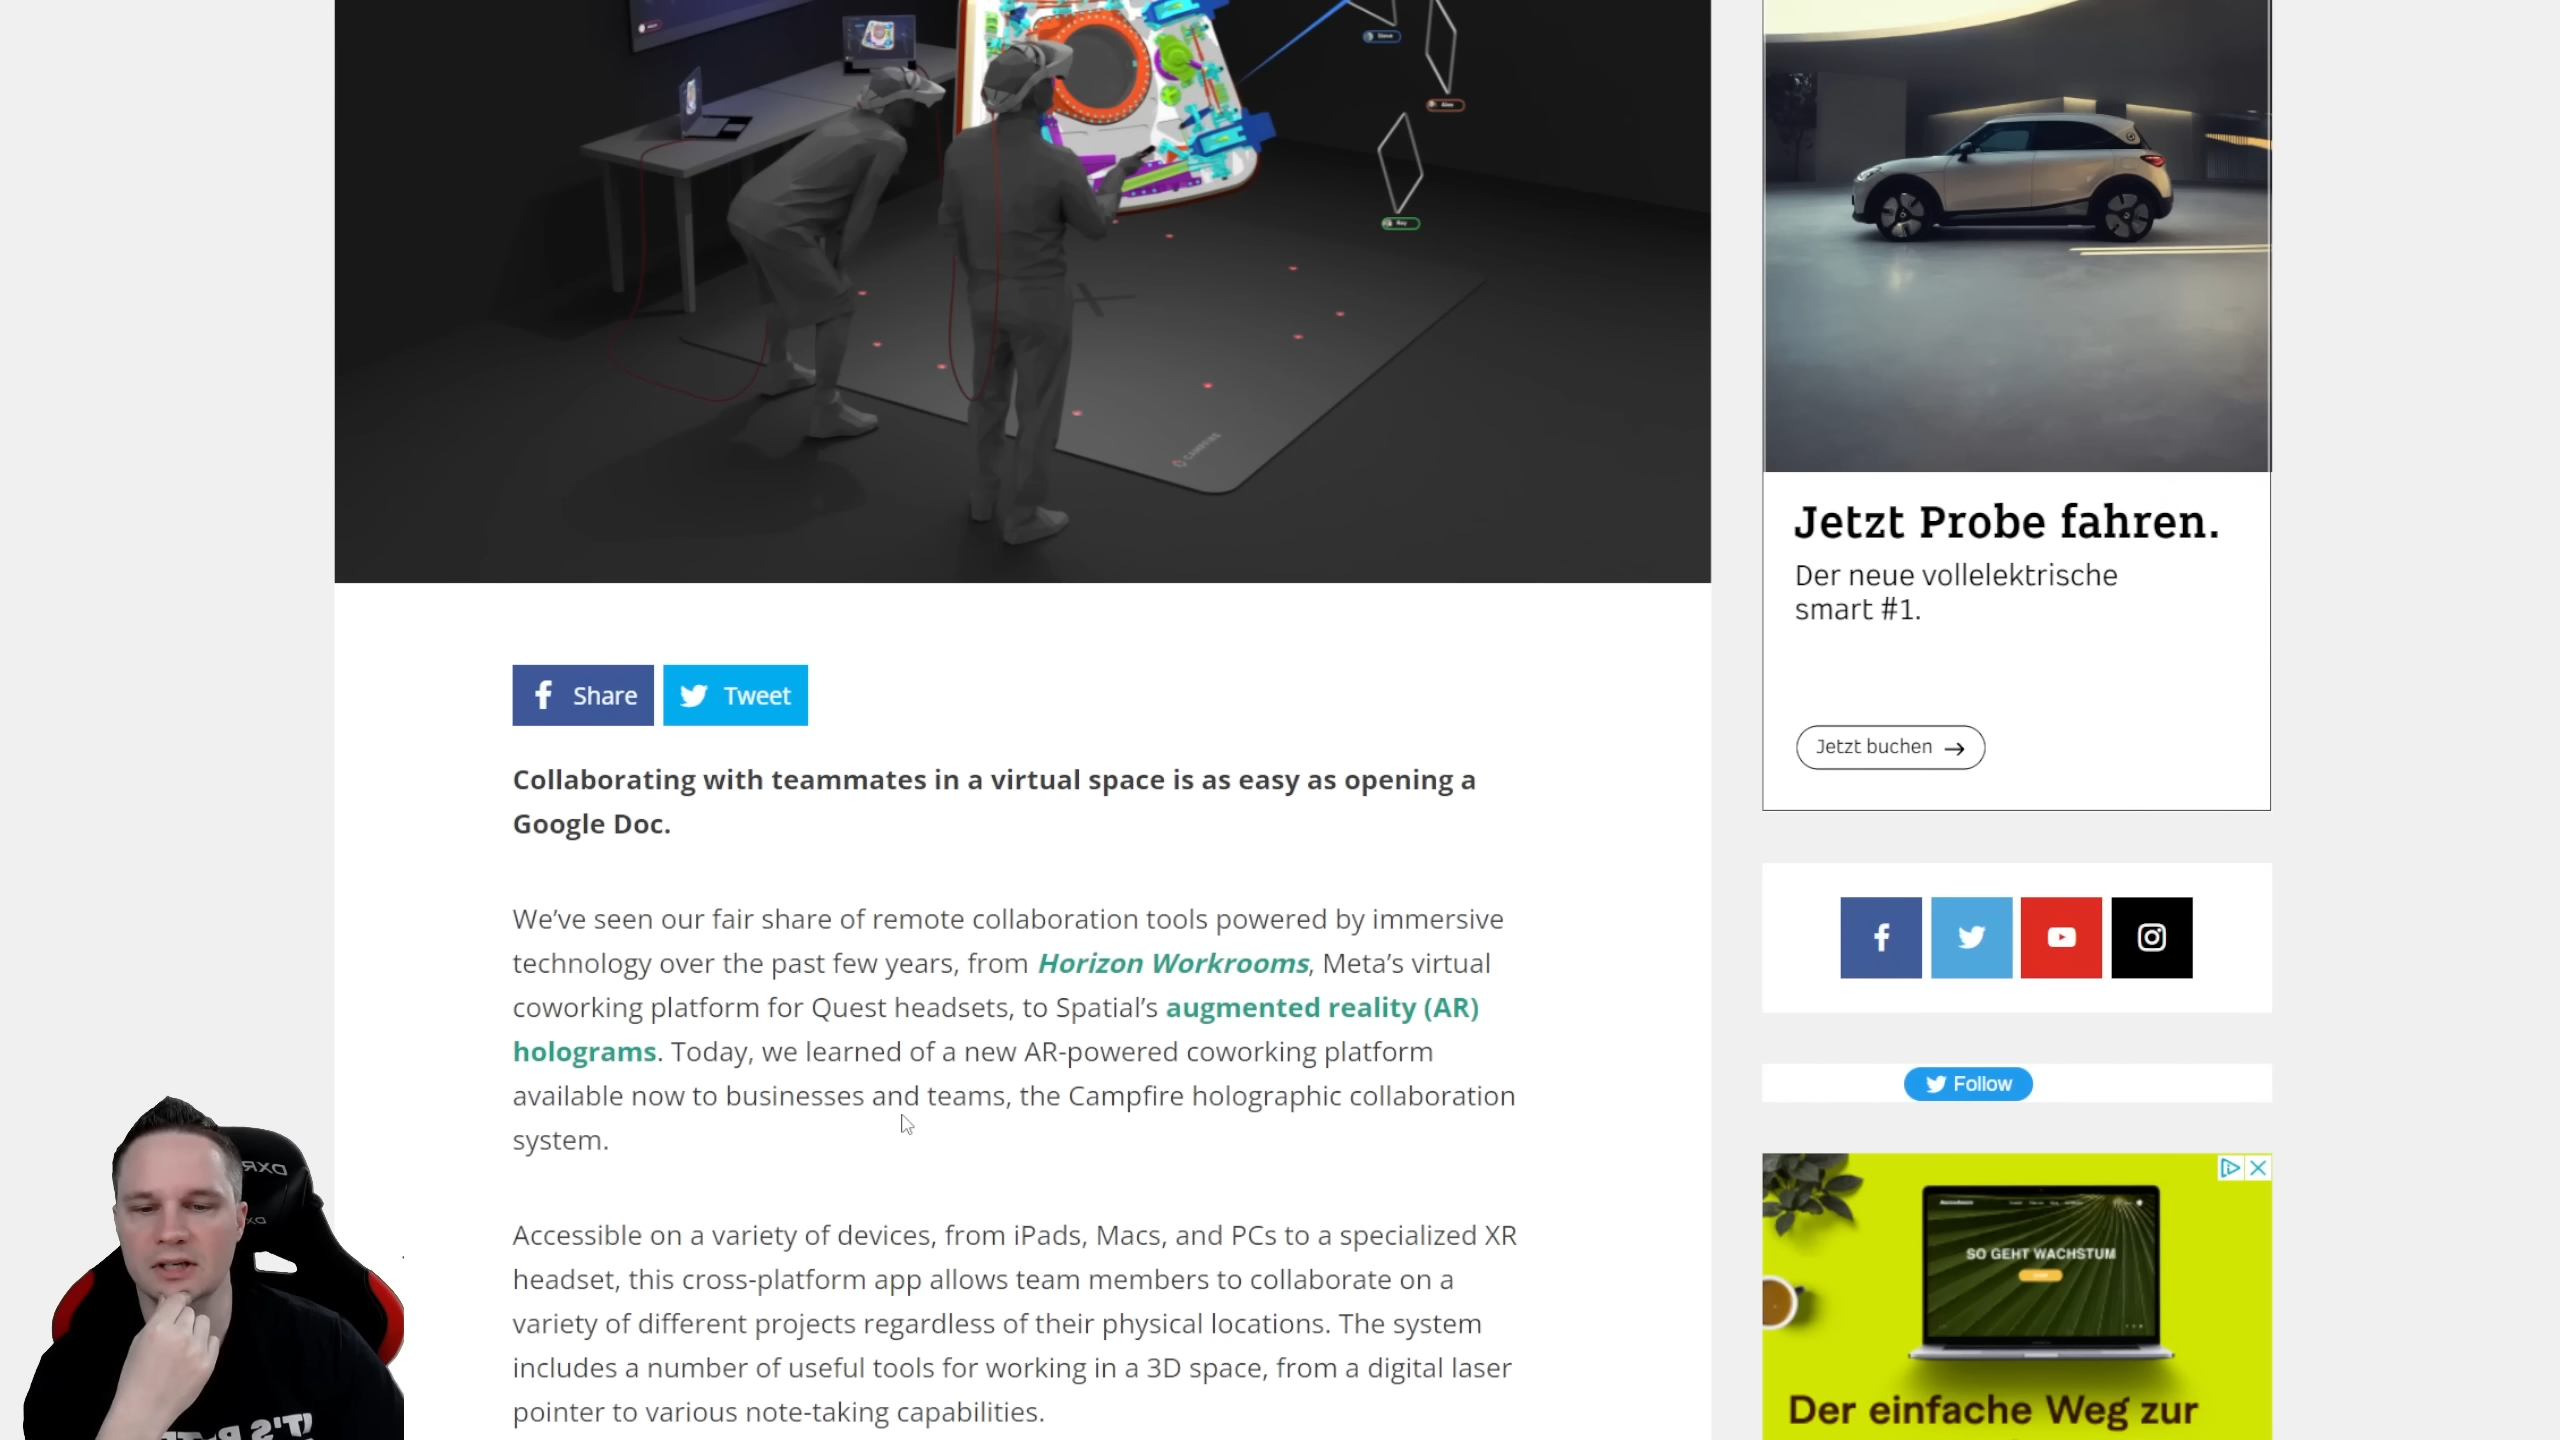 CAMPFIRE
Share
Tweet
Collaborating with teammates in a virtual space is as easy as opening a
Google Doc.
We’ve seen our fair share of remote collaboration tools powered by immersive
technology over the past few years, from Horizon Workrooms, Meta’s virtual
coworking platform for Quest headsets, to Spatial’s augmented reality (AR)
holograms. Today, we learned of a new AR-powered coworking platform
available now to businesses and teams, the Campfire holographic collaboration
system.
Accessible on a variety of devices, from iPads, Macs, and PCs to a specialized XR
headset, this cross-platform app allows team members to collaborate on a
variety of different projects regardless of their physical locations. The system
includes a number of useful tools for working in a 3D space, from a digital laser
pointer to various note-taking capabilities.
Jetzt Probe fahren.
Der neue vollelektrische
smart #1.
Jetzt buchen
Follow
SO GEHT WACHSTUM
Der einfache Weg zur
DXR
IT'S